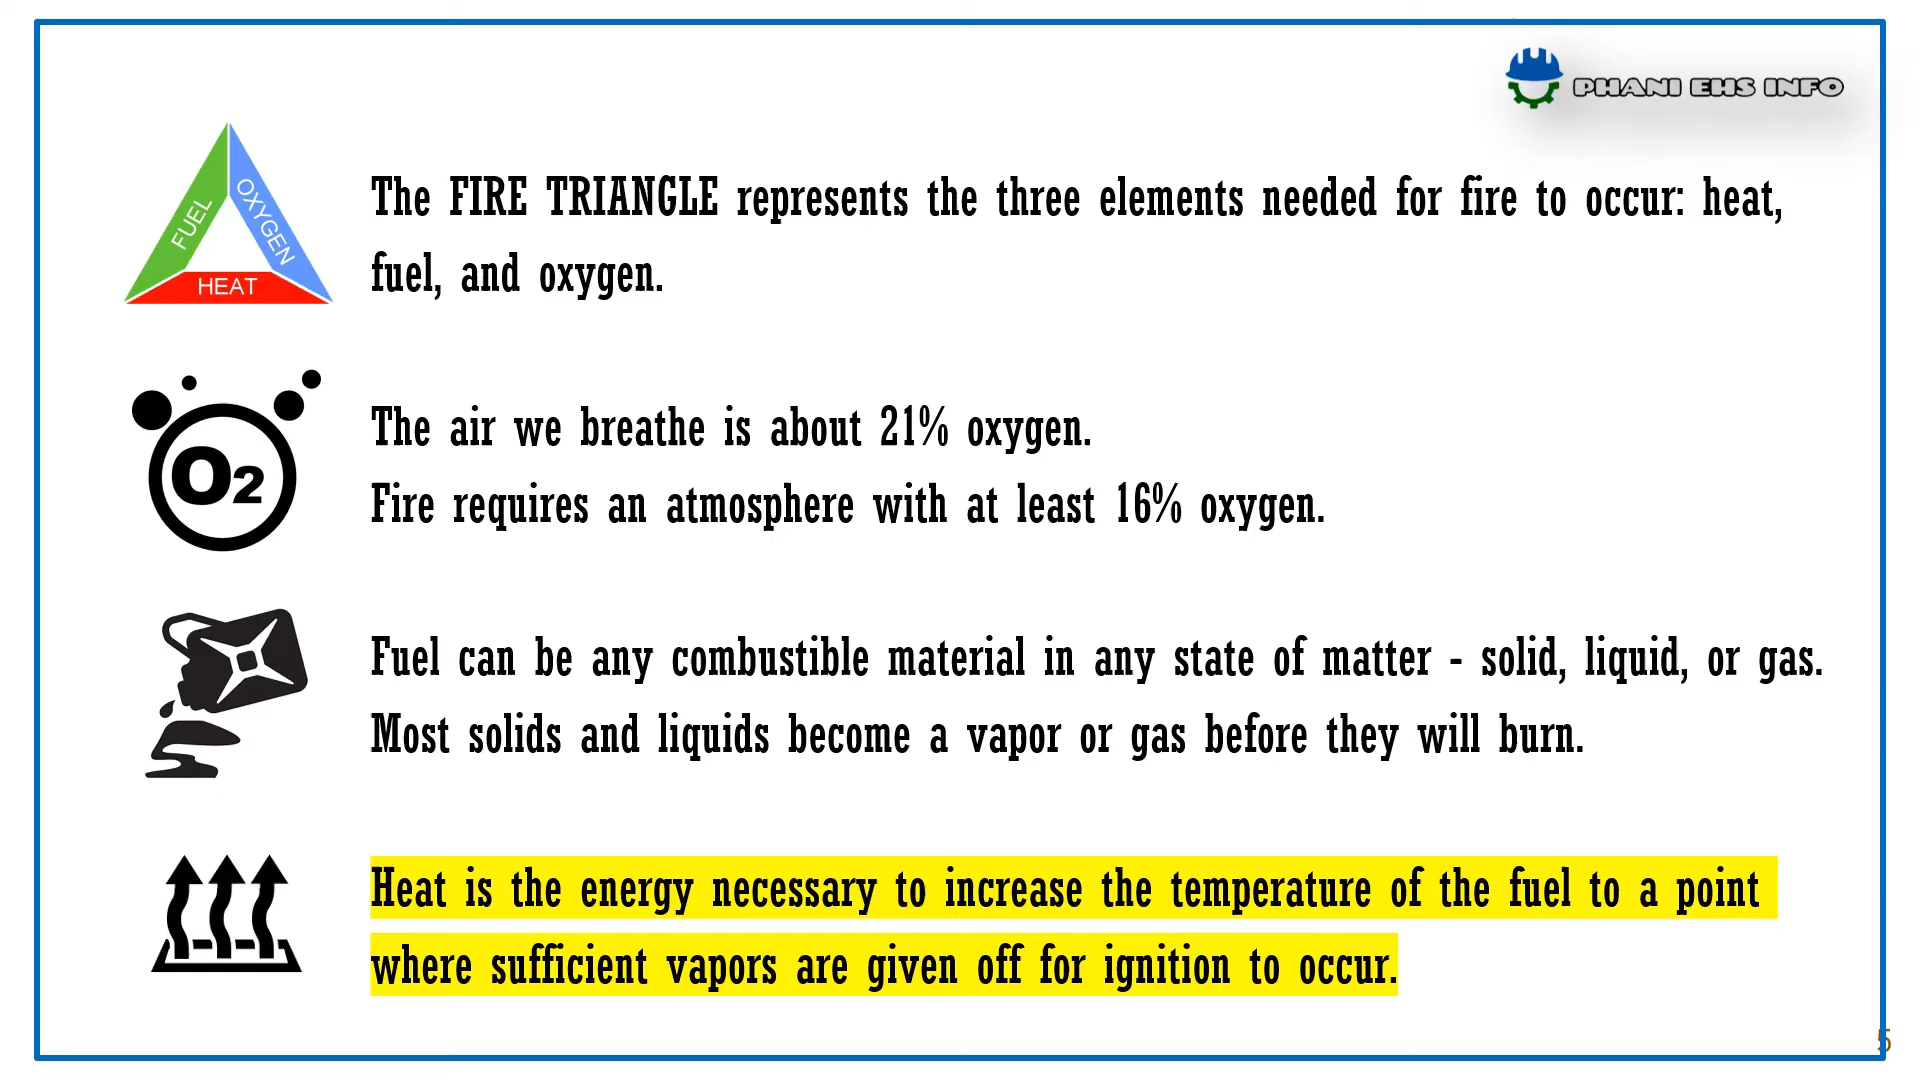 PHANI EHS INFO
FUEL
OXYGEN
HEAT
The FIRE TRIANGLE represents the three elements needed for fire to occur: heat,
fuel, and oxygen.
O2
The air we breathe is about 21% oxygen.
Fire requires an atmosphere with at least 16% oxygen.
Fuel can be any combustible material in any state of matter - solid, liquid, or gas.
Most solids and liquids become a vapor or gas before they will burn.
Heat is the energy necessary to increase the temperature of the fuel to a point
where sufficient vapors are given off for ignition to occur.
5